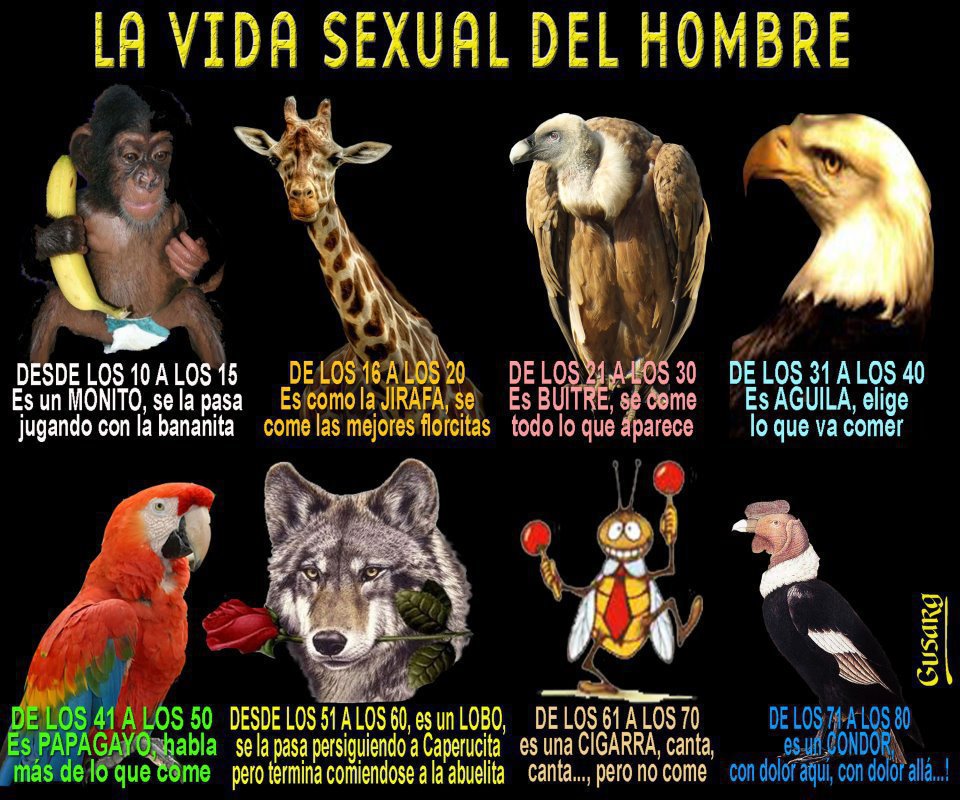 LA VIDA SEXUAL DEL HOMBRE
DESDE LOS 10 A LOS 15
Es un MONITO, se la pasa
jugando con la bananita
DE LOS 16 A LOS 20
Es como la JIRAFA, se
come las mejores florcitas
DE LOS 21 A LOS 30
Es BUITRE, se come
todo lo que aparece
DE LOS 31 A LOS 40
Es AGUILA, elige
lo que va comer
DE LOS 41 A LOS 50
Es PAPAGAYO, habla
más de lo que come
DESDE LOS 51 A LOS 60, es un LOBO,
se la pasa persiguiendo a Caperucita
pero termina comiendose a la abuelita
DE LOS 61 A LOS 70
es una CIGARRA, canta,
canta..., pero no come
DE LOS 71 A LOS 80
es un CONDOR,
con dolor aqui, con dolor allá...!
Gusarg